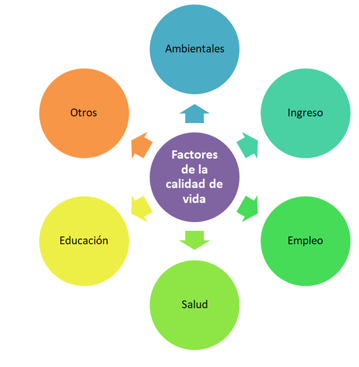 Ambientales
Otros
Ingreso
Factores
de la
calidad de
vida
Educación
Empleo
Salud